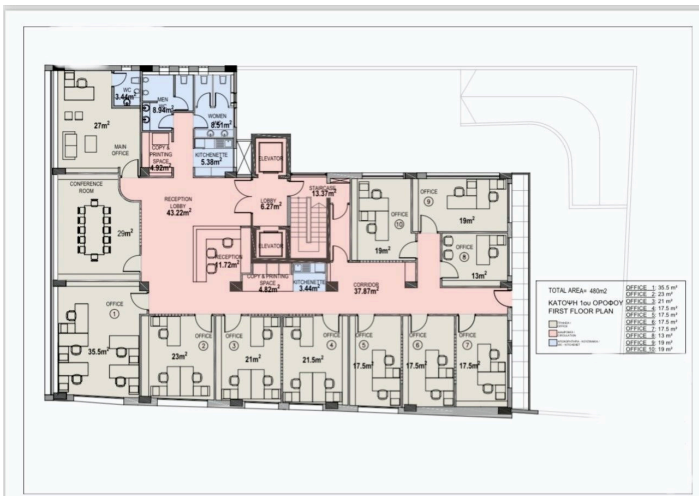 WC
3.44m²
MEN
WC
8.94m²
WOMEN
8.51m²
27m²
MAIN
OFFICE
COPY &
PRINTING
SPACE
4.92m²
KITCHENETTE
5.38m²
ELEVATOR
CONFERENCE
ROOM
29m²
RECEPTION
LOBBY
43.22m²
LOBBY
6.27m²
STAIRCASE
13.37m²
OFFICE
10
19m²
OFFICE
9
19m²
OFFICE
8
13m²
RECEPTION
11.72m²
ELEVATOR
COPY & PRINTING
SPACE
4.82m²
KITCHENETTE
3.44m²
CORRIDOR
37.87m²
OFFICE
1
35.5m²
OFFICE
2
23m²
OFFICE
3
21m²
OFFICE
4
21.5m²
OFFICE
5
17.5m²
OFFICE
6
17.5m²
OFFICE
7
17.5m²
TOTAL AREA= 480m2
ΚΑΤΟΨΗ 1ου ΟΡΟΦΟΥ
FIRST FLOOR PLAN
OFFICE 1: 35.5 m²
OFFICE 2: 23 m²
OFFICE 3: 21 m²
OFFICE 4: 17.5 m²
OFFICE 5: 17.5 m²
OFFICE 6: 17.5 m²
OFFICE 7: 17.5 m²
OFFICE 8: 13 m²
OFFICE 9: 19 m²
OFFICE 10: 19 m²